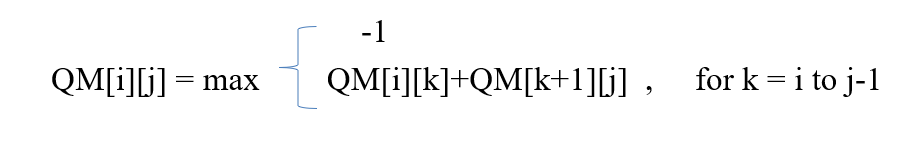 -1
QM[i][j] = max QM[i][k]+QM[k+1][j] , for k = i to j-1